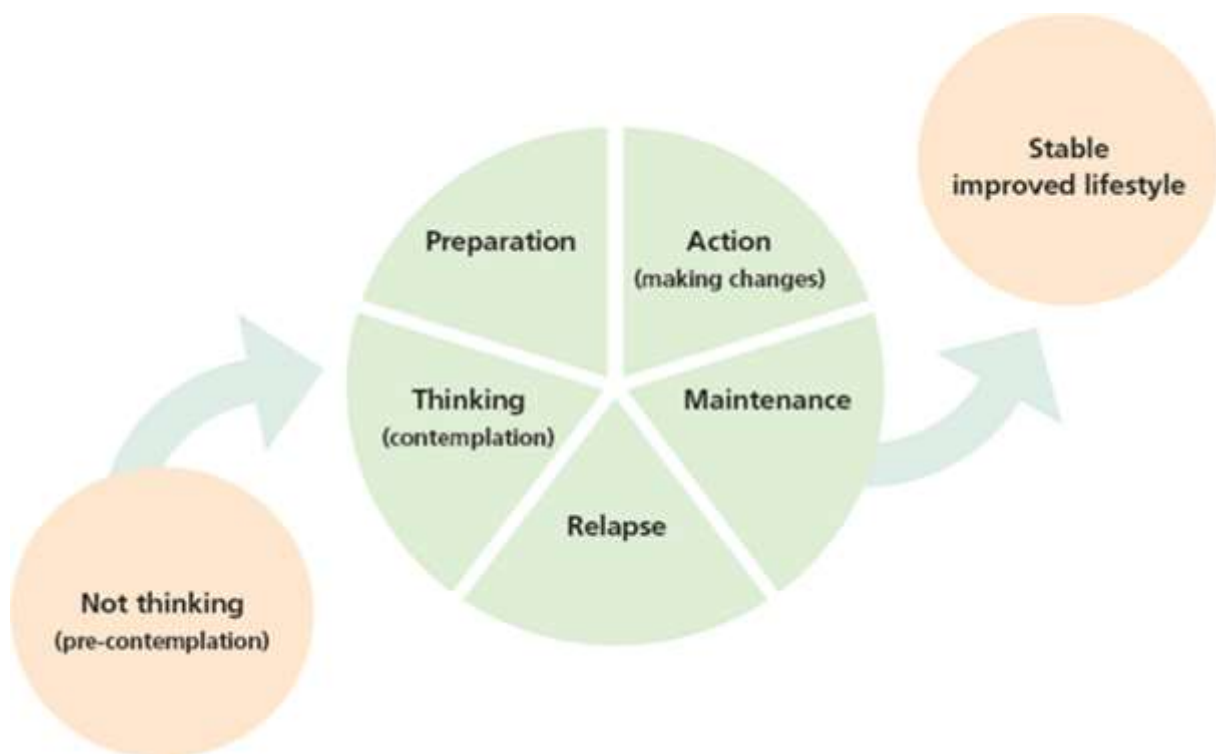 Stable
improved lifestyle
Preparation
Action
(making changes)
Thinking
(contemplation)
Maintenance
Relapse
Not thinking
(pre-contemplation)